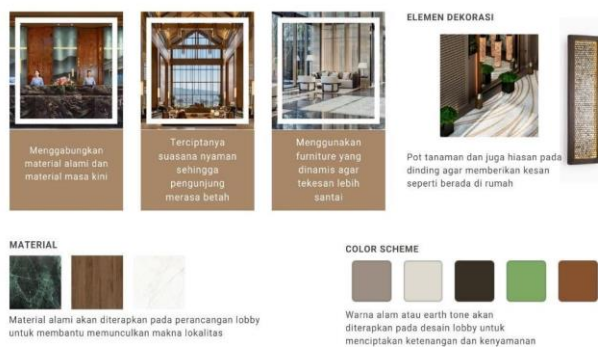 Menggabungkan
material alami dan
material masa kini
Terciptanya
suasana nyaman
sehingga
pengunjung
merasa betah
Menggunakan
furniture yang
dinamis agar
tekesan lebih
santai
ELEMEN DEKORASI
Pot tanaman dan juga hiasan pada
dinding agar memberikan kesan
seperti berada di rumah
MATERIAL
Material alami akan diterapkan pada perancangan lobby
untuk membantu memunculkan makna lokalitas
COLOR SCHEME
Warna alam atau earth tone akan
diterapkan pada desain lobby untuk
menciptakan ketenangan dan kenyamanan